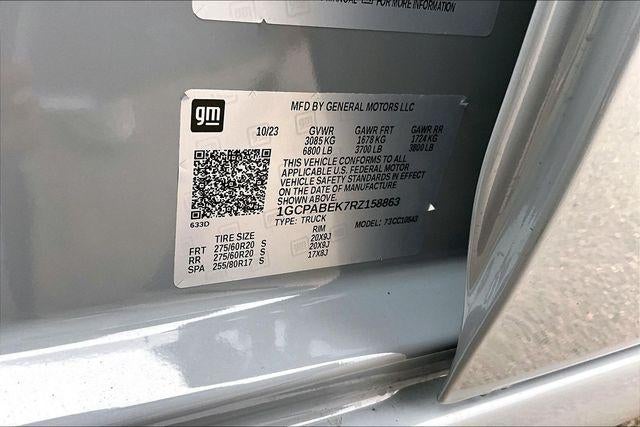 MANUAL FOR MORE INFORMATION
gm
MFD BY GENERAL MOTORS LLC
10/23 GVWR GAWR FRT GAWR RR
3085 KG 1678 KG 1724 KG
6800 LB 3700 LB 3800 LB
THIS VEHICLE CONFORMS TO ALL
APPLICABLE U.S. FEDERAL MOTOR
VEHICLE SAFETY STANDARDS IN EFFECT
ON THE DATE OF MANUFACTURE
SHOWN ABOVE.
1GCPABEK7RZ158863
633D TYPE: TRUCK MODEL: 73CC10543
TIRE SIZE RIM
FRT 275/60R20 S 20X9J
RR 275/60R20 S 20X9J
SPA 255/80R17 S 17X8J